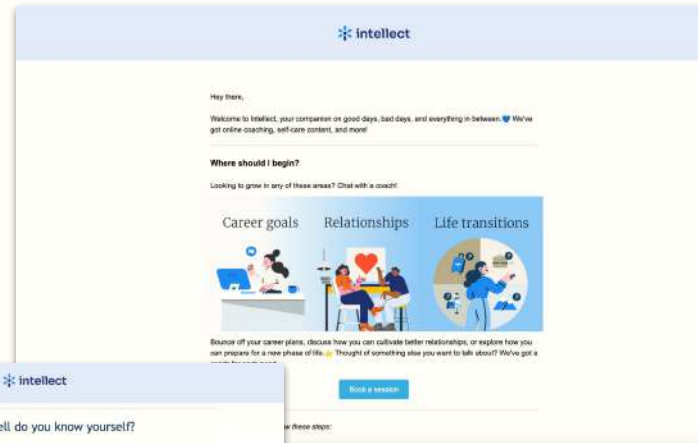 intellect
Hey there,
Welcome to Intellect, your companion on good days, bad days, and everything in between.💙 We've
got online coaching, self-care content, and more!
Where should I begin?
Looking to grow in any of these areas? Chat with a coach!
Career goals Relationships Life transitions
Bounce off your career plans, discuss how you can cultivate better relationships, or explore how you
can prepare for a new phase of life.⭐ Thought of something else you want to talk about? We've got a
Book a session
these steps:
intellect
do you know yourself?